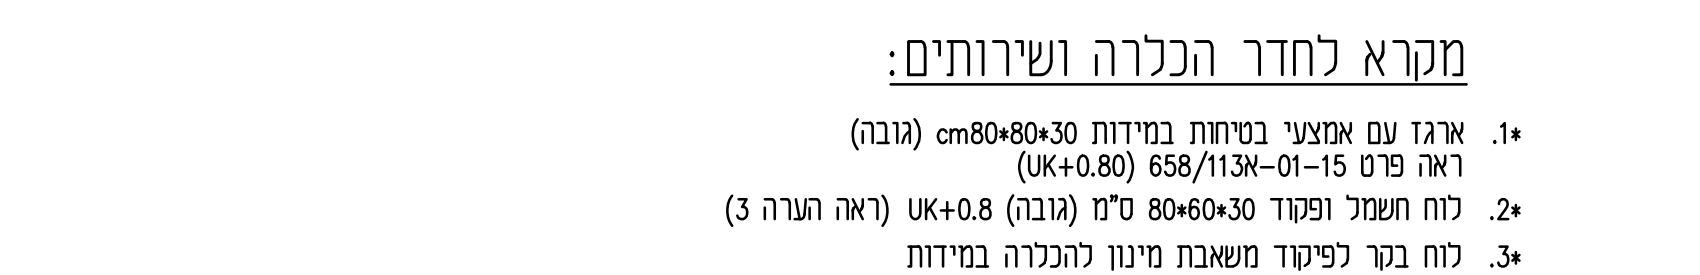 מקרא לחדר הכלרה ושירותים:
*1. ארגז עם אמצעי בטיחות במידות 30*80*80cm (גובה)
ראה פרט 15-01-א658/113 (UK+0.80)
*2. לוח חשמל ופקוד 30*60*80 ס"מ (גובה) UK+0.8 (ראה הערה 3)
*3. לוח בקר לפיקוד משאבת מינון להכלרה במידות